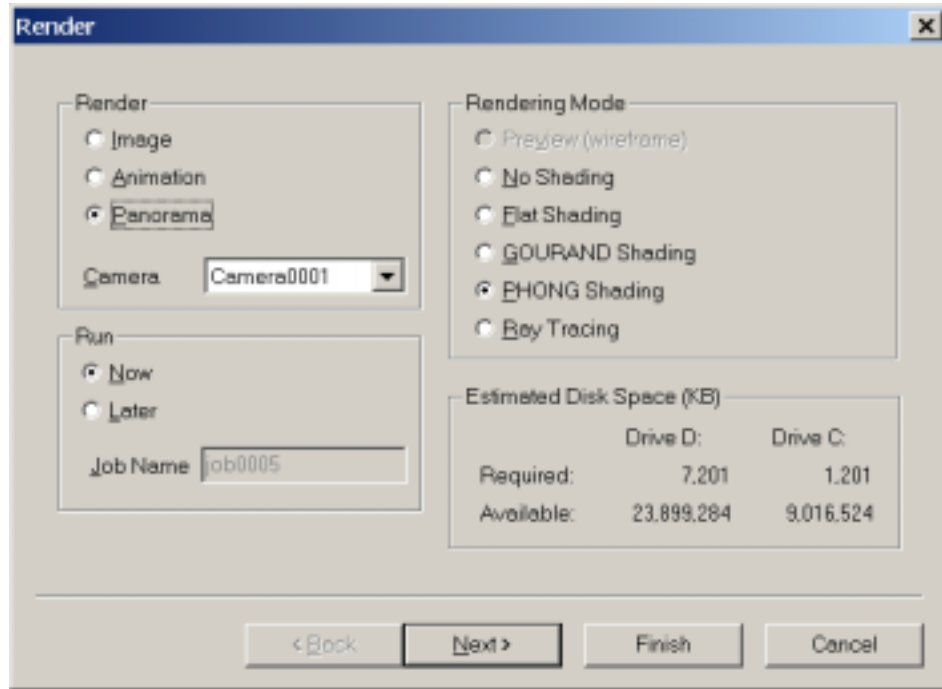 Render
Render
Image
Animation
Panorama
Camera Camera0001
Run
Now
Later
Job Name job0005
Rendering Mode
Preview (wireframe)
No Shading
Flat Shading
GOURAND Shading
PHONG Shading
Ray Tracing
Estimated Disk Space (KB)
Drive D: Drive C:
Required: 7,201 1,201
Available: 23,899,284 9,016,524
< Back Next > Finish Cancel